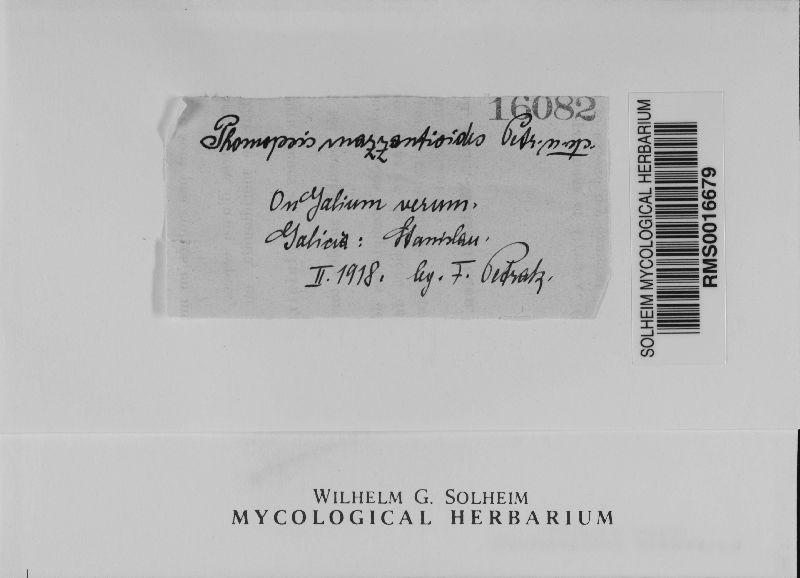 16082
Phomopsis mazzantioides Petr. n. sp.
On Galium verum.
Galicia: Stanislau.
II. 1918. leg. F. Petrak.
SOLHEIM MYCOLOGICAL HERBARIUM
RMS0016679
WILHELM G. SOLHEIM
MYCOLOGICAL HERBARIUM